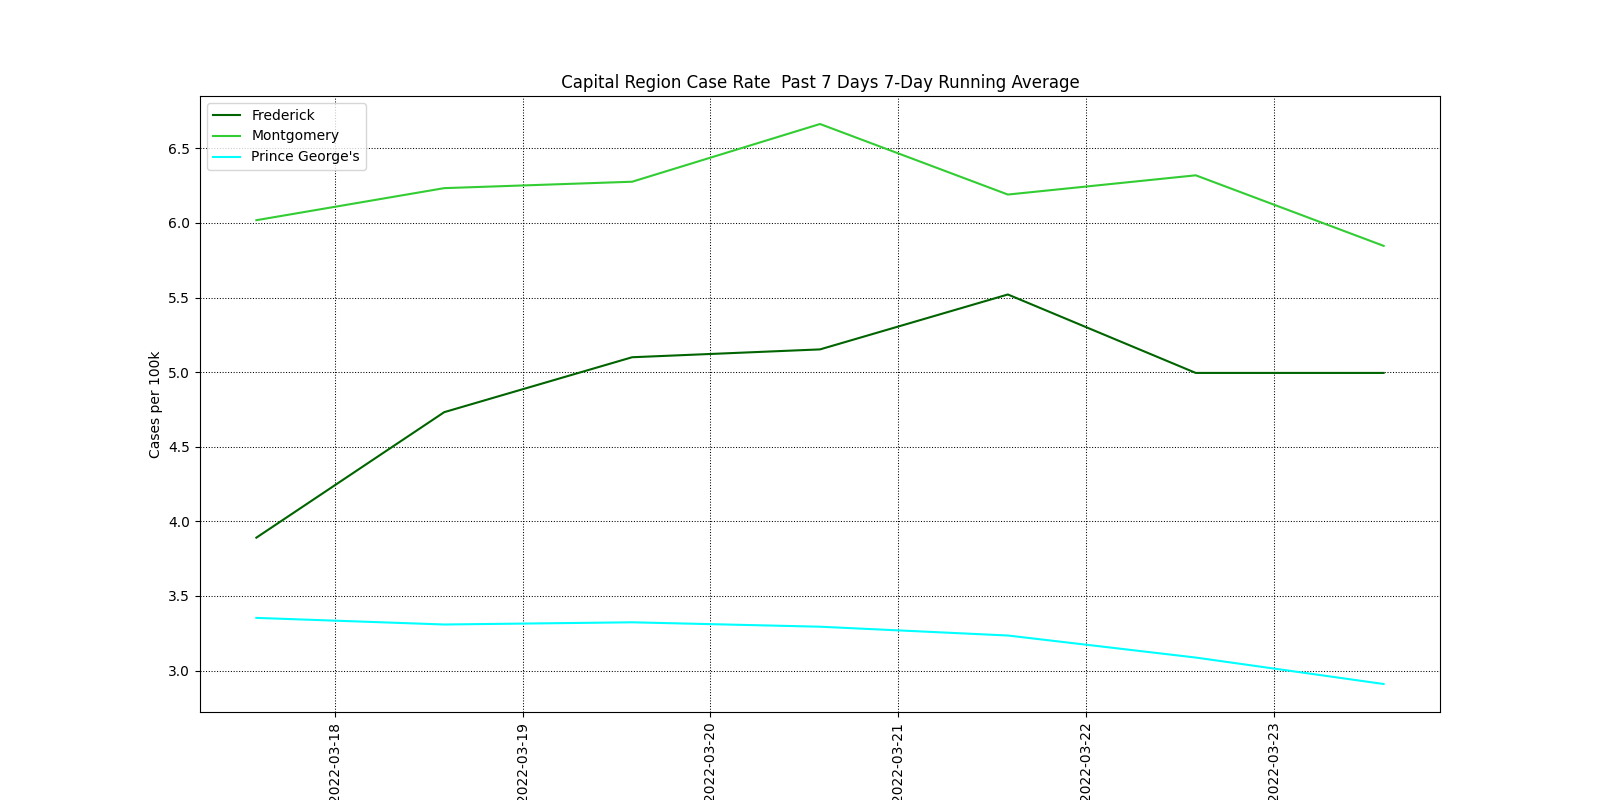 Capital Region Case Rate  Past 7 Days 7-Day Running Average
Frederick
Montgomery
Prince George's
Cases per 100k
6.5
6.0
5.5
5.0
4.5
4.0
3.5
3.0
2022-03-18
2022-03-19
2022-03-20
2022-03-21
2022-03-22
2022-03-23